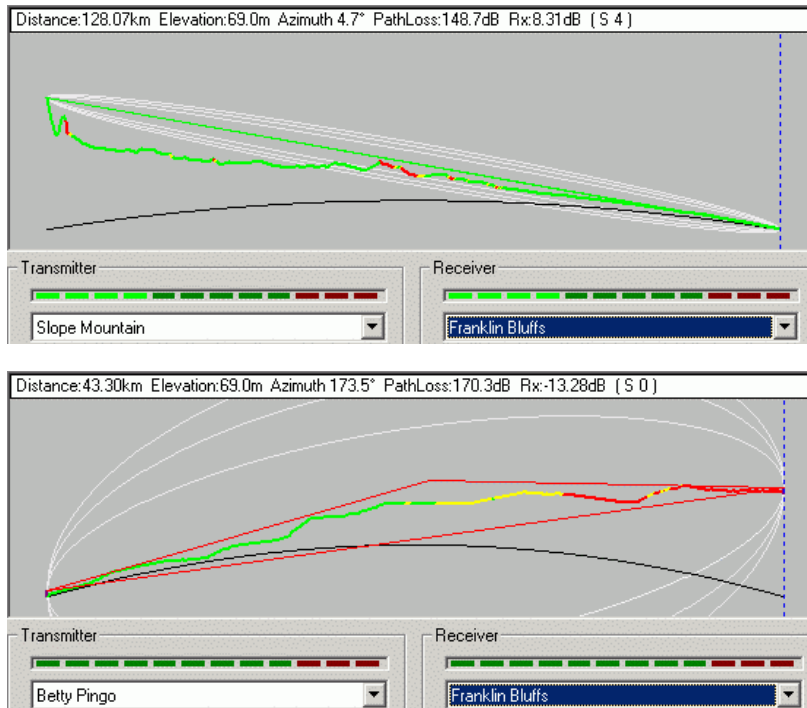 Distance:128.07km Elevation:69.0m Azimuth 4.7° PathLoss:148.7dB Rx:8.31dB (S 4)
Transmitter Receiver
Slope Mountain Franklin Bluffs
Distance:43.30km Elevation:69.0m Azimuth 173.5° PathLoss:170.3dB Rx:-13.28dB (S 0)
Transmitter Receiver
Betty Pingo Franklin Bluffs